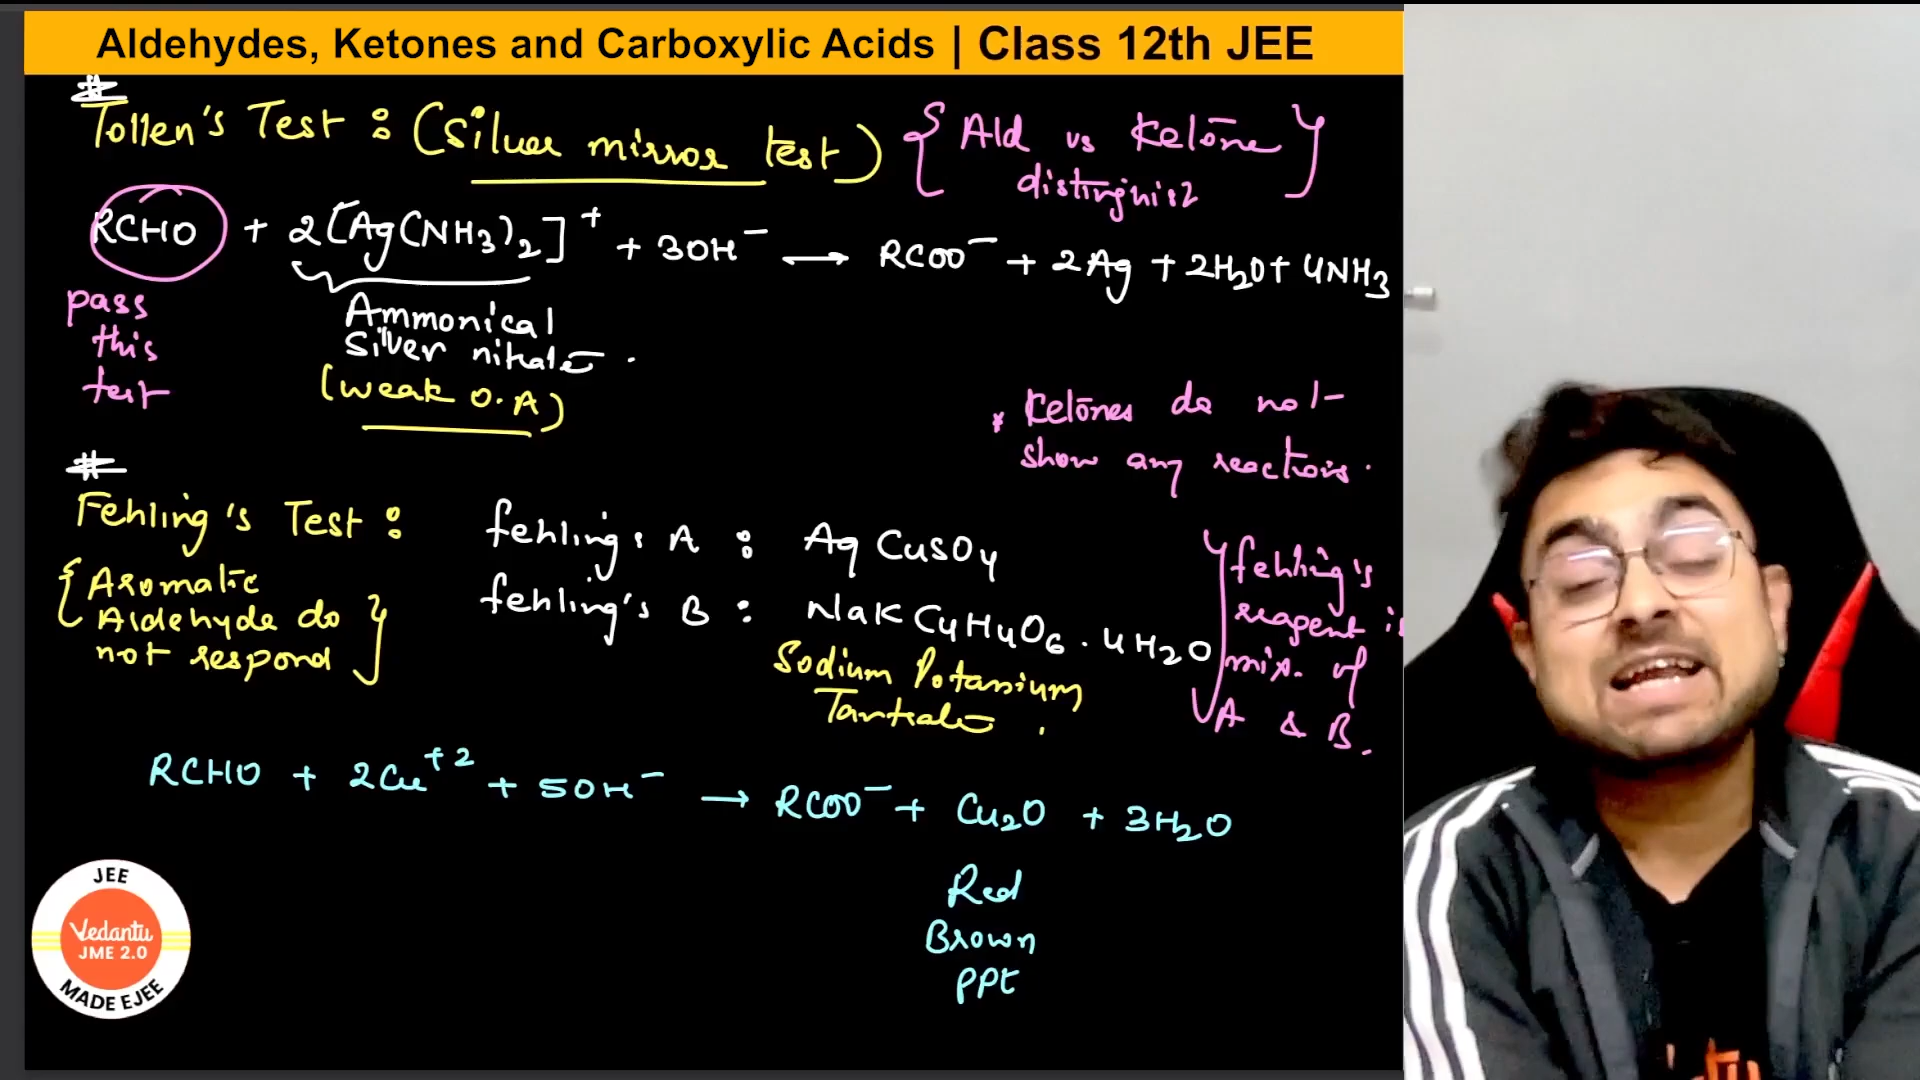 Aldehydes, Ketones and Carboxylic Acids | Class 12th JEE
#
Tollen's Test : (Silver mirror test) { Ald vs Ketone distinguish }
RCHO + 2[Ag(NH3)2]+ + 3OH− ⟶ RCOO− + 2Ag + 2H2O + 4NH3
pass
this
test
Ammonical
Silver nitrate.
(weak O.A)
* Ketones do not
show any reactions.
#
Fehling's Test :
{ Aromatic
Aldehyde do
not respond }
fehling's A : Aq CuSO4
fehling's B : NaK C4H4O6 . 4H2O
Sodium Potassium
Tartrate.
fehling's
reagent is
mix. of
A & B.
RCHO + 2Cu+2 + 5OH− ⟶ RCOO− + Cu2O + 3H2O
Red
Brown
PPt
JEE
Vedantu
JME 2.0
MADE EJEE